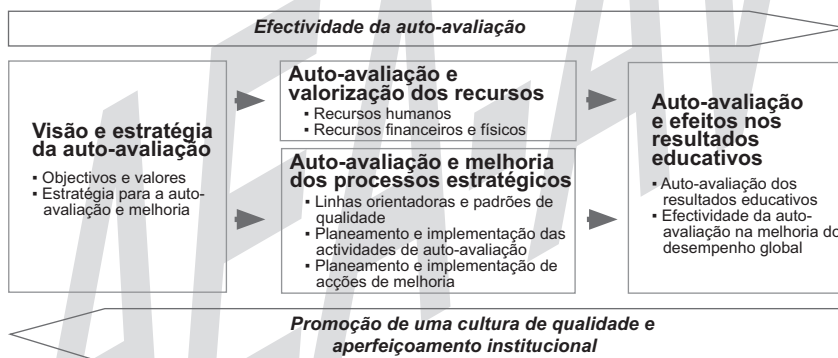 Efectividade da auto-avaliação
Visão e estratégia
da auto-avaliação
▪ Objectivos e valores
▪ Estratégia para a auto-
avaliação e melhoria
Auto-avaliação e
valorização dos recursos
▪ Recursos humanos
▪ Recursos financeiros e físicos
Auto-avaliação e melhoria
dos processos estratégicos
▪ Linhas orientadoras e padrões de
qualidade
▪ Planeamento e implementação das
actividades de auto-avaliação
▪ Planeamento e implementação de
acções de melhoria
Auto-avaliação
e efeitos nos
resultados
educativos
▪ Auto-avaliação dos
resultados educativos
▪ Efectividade da auto-
avaliação na melhoria do
desempenho global
Promoção de uma cultura de qualidade e
aperfeiçoamento institucional